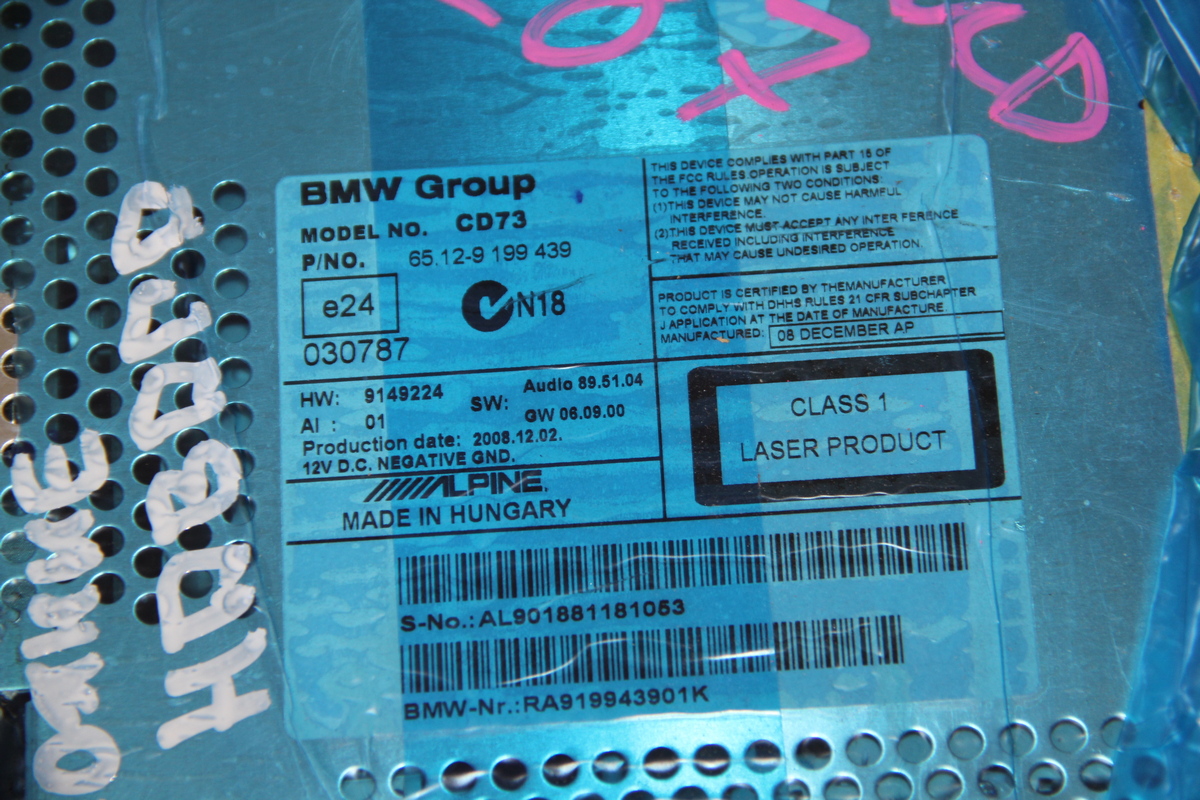 BMW Group
MODEL NO. CD73
P/NO. 65.12-9 199 439
e24
N18
030787
THIS DEVICE COMPLIES WITH PART 15 OF
THE FCC RULES.OPERATION IS SUBJECT
TO THE FOLLOWING TWO CONDITIONS:
(1)THIS DEVICE MAY NOT CAUSE HARMFUL
INTERFERENCE.
(2)THIS DEVICE MUST ACCEPT ANY INTER FERENCE
RECEIVED INCLUDING INTERFERENCE
THAT MAY CAUSE UNDESIRED OPERATION.
PRODUCT IS CERTIFIED BY THEMANUFACTURER
TO COMPLY WITH DHHS RULES 21 CFR SUBCHAPTER
J APPLICATION AT THE DATE OF MANUFACTURE.
MANUFACTURED: 08 DECEMBER AP
HW: 9149224
AI : 01
SW: Audio 89.51.04
GW 06.09.00
Production date: 2008.12.02.
12V D.C. NEGATIVE GND.
ALPINE.
MADE IN HUNGARY
CLASS 1
LASER PRODUCT
S-No.:AL901881181053
BMW-Nr.:RA919943901K